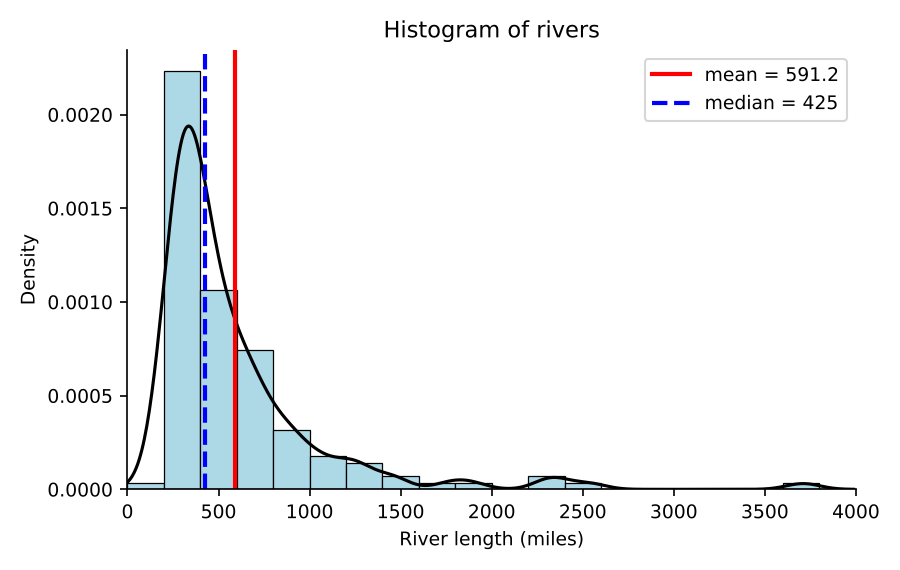 Histogram of rivers
mean = 591.2
median = 425
0.0020
0.0015
0.0010
0.0005
0.0000
Density
0 500 1000 1500 2000 2500 3000 3500 4000
River length (miles)